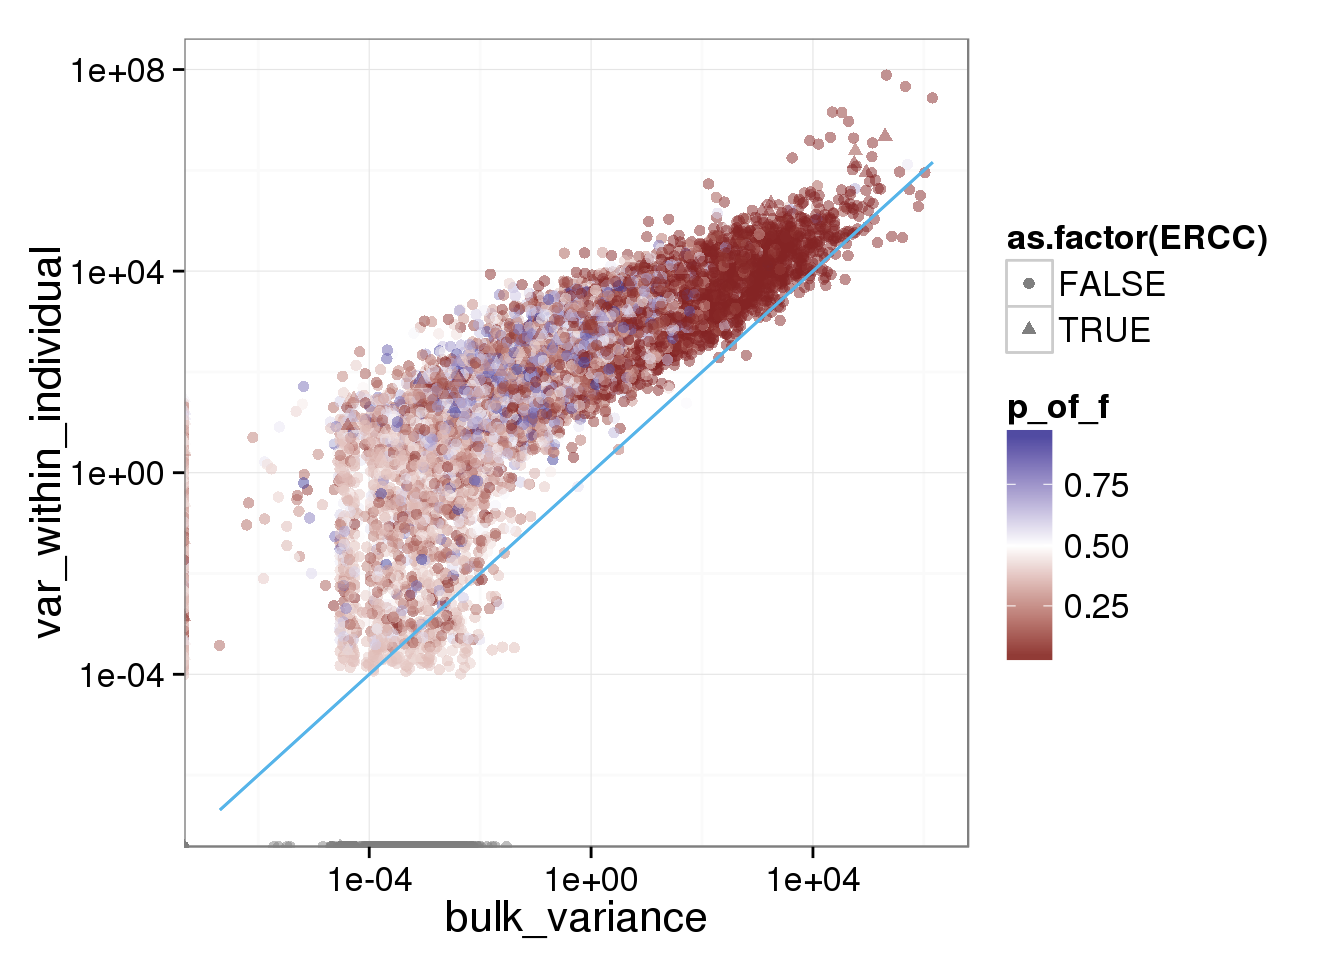 1e+08
1e+04
1e+00
1e-04
var_within_individual
1e-04
1e+00
1e+04
bulk_variance
as.factor(ERCC)
FALSE
TRUE
p_of_f
0.75
0.50
0.25